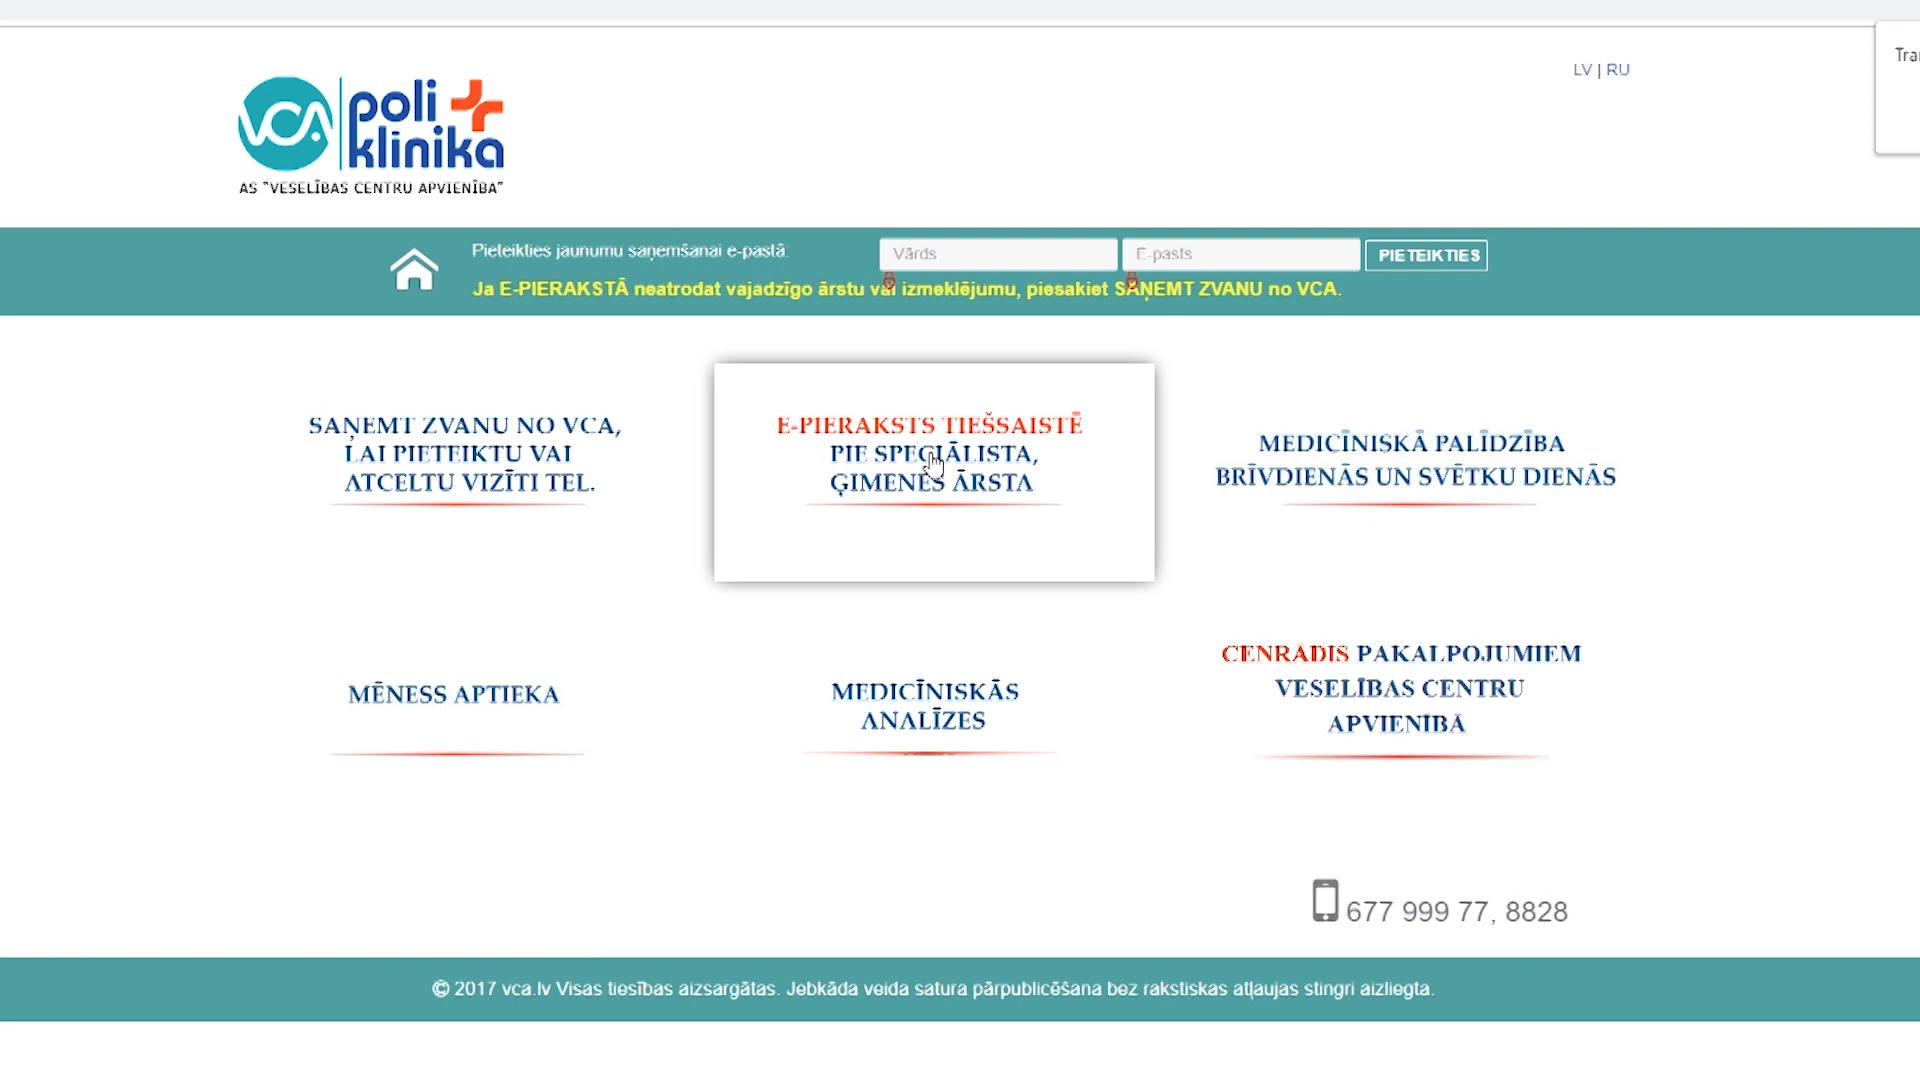 LV | RU
Tra
VCA poli
klinika
AS "VESELĪBAS CENTRU APVIENĪBA"
Pieteikties jaunumu saņemšanai e-pastā:
Vārds
E-pasts
PIETEIKTIES
Ja E-PIERAKSTĀ neatrodat vajadzīgo ārstu vai izmeklējumu, piesakiet SAŅEMT ZVANU no VCA.
SAŅEMT ZVANU NO VCA,
LAI PIETEIKTU VAI
ATCELTU VIZĪTI TEL.
E-PIERAKSTS TIEŠSAISTĒ
PIE SPECIĀLISTA,
ĢIMENES ĀRSTA
MEDICĪNISKĀ PALĪDZĪBA
BRĪVDIENĀS UN SVĒTKU DIENĀS
MĒNESS APTIEKA
MEDICĪNISKĀS
ANALĪZES
CENRĀDIS PAKALPOJUMIEM
VESELĪBAS CENTRU
APVIENĪBĀ
677 999 77, 8828
© 2017 vca.lv Visas tiesības aizsargātas. Jebkāda veida satura pārpublicēšana bez rakstiskas atļaujas stingri aizliegta.